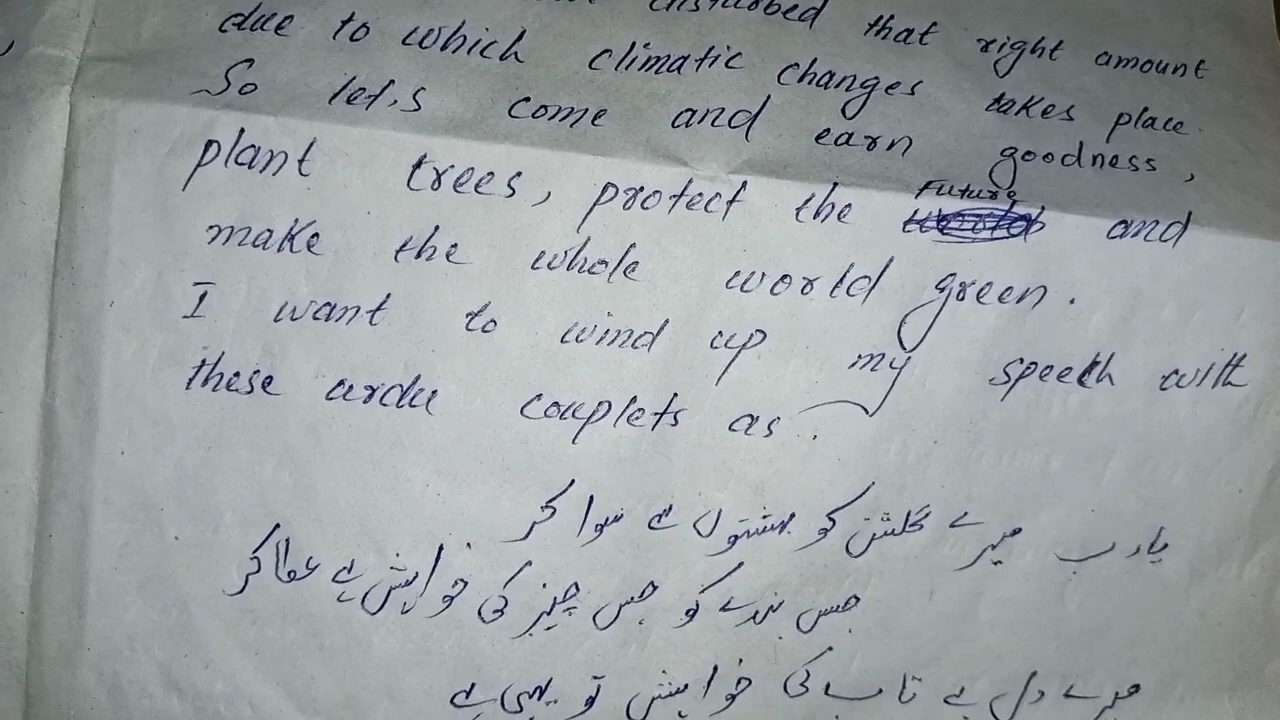 disturbed that right amount
due to which climatic changes takes place.
So let's come and earn goodness,
plant trees, protect the Future and
make the whole world green.
I want to wind up my speech with
these urdu couplets as.
یارب میرے گلشن کو بہشتوں سے سوا کر
جس بندے کو جس چیز کی خواہش ہے عطا کر
میرے دل بے تاب کی خواہش تو یہی ہے